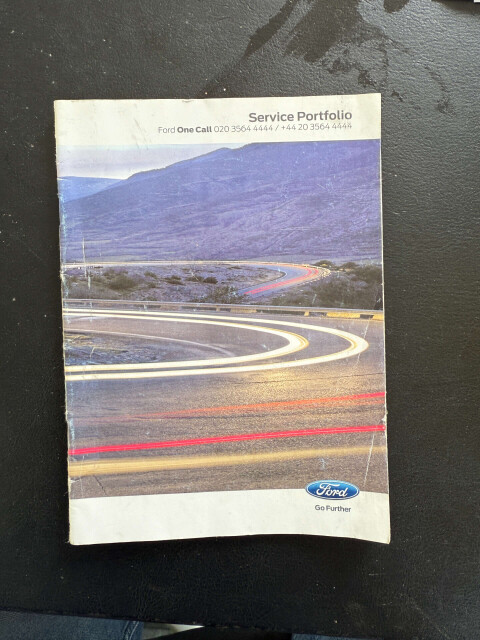 Service Portfolio
Ford One Call 020 3564 4444 / +44 20 3564 4444
Ford
Go Further